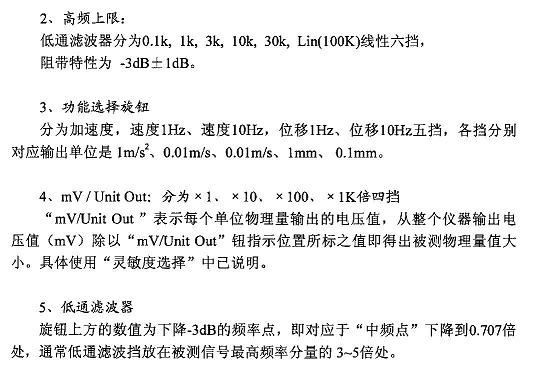 2、高频上限:
低通滤波器分为0.1k, 1k, 3k, 10k, 30k, Lin(100K)线性六挡，
阻带特性为 -3dB±1dB。
3、功能选择旋钮
分为加速度，速度1Hz、速度10Hz，位移1Hz、位移10Hz五挡，各挡分别
对应输出单位是 1m/s²、0.01m/s、0.01m/s、1mm、 0.1mm。
4、mV / Unit Out: 分为 ×1、 ×10、 ×100、 ×1K倍四挡
“mV/Unit Out ”表示每个单位物理量输出的电压值，从整个仪器输出电
压值（mV）除以“mV/Unit Out”钮指示位置所标之值即得出被测物理量值大
小。具体使用“灵敏度选择”中已说明。
5、低通滤波器
旋钮上方的数值为下降-3dB的频率点，即对应于“中频点”下降到0.707倍
处，通常低通滤波挡放在被测信号最高频率分量的 3~5倍处。